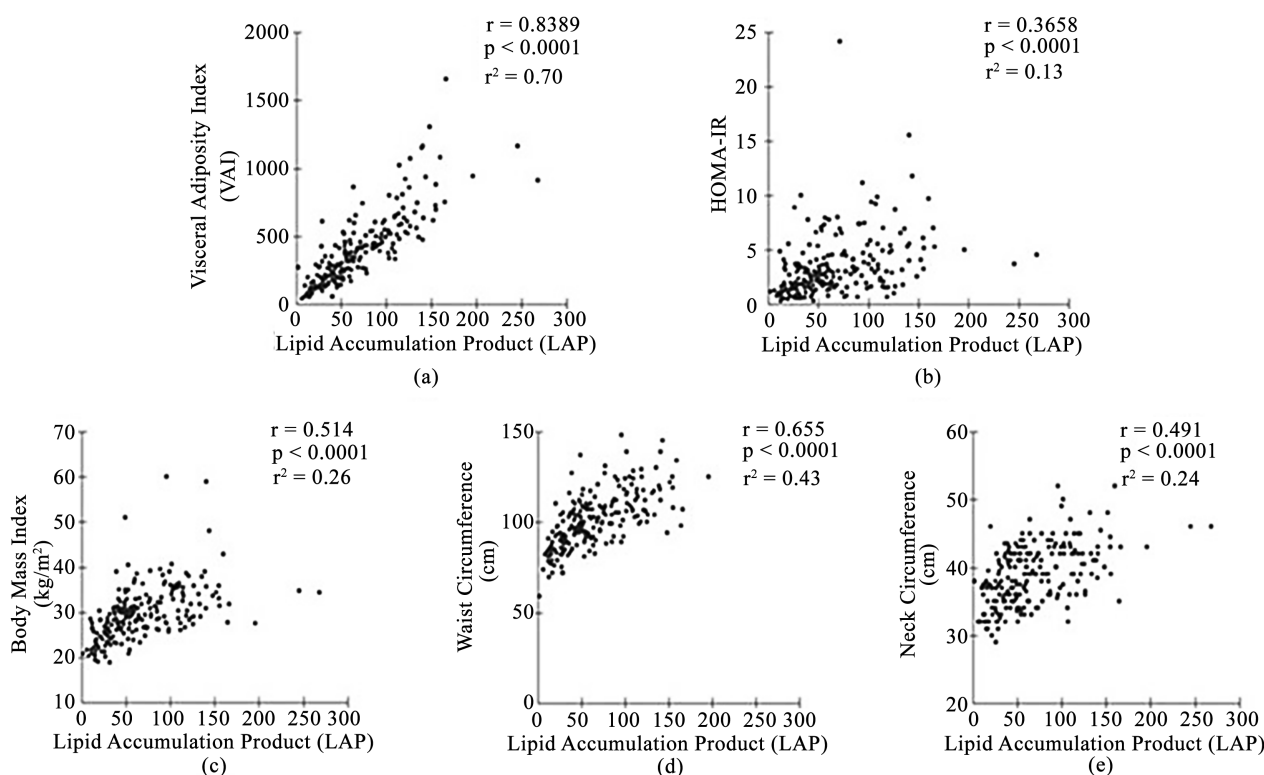 2000
1500
1000
500
0
Visceral Adiposity Index
(VAI)
r = 0.8389
p < 0.0001
r² = 0.70
0 50 100 150 200 250 300
Lipid Accumulation Product (LAP)
(a)
25
20
15
10
5
0
HOMA-IR
r = 0.3658
p < 0.0001
r² = 0.13
0 50 100 150 200 250 300
Lipid Accumulation Product (LAP)
(b)
70
60
50
40
30
20
10
Body Mass Index
(kg/m²)
r = 0.514
p < 0.0001
r² = 0.26
0 50 100 150 200 250 300
Lipid Accumulation Product (LAP)
(c)
150
100
50
0
Waist Circumference
(cm)
r = 0.655
p < 0.0001
r² = 0.43
0 50 100 150 200 250 300
Lipid Accumulation Product (LAP)
(d)
60
50
40
30
20
Neck Circumference
(cm)
r = 0.491
p < 0.0001
r² = 0.24
0 50 100 150 200 250 300
Lipid Accumulation Product (LAP)
(e)